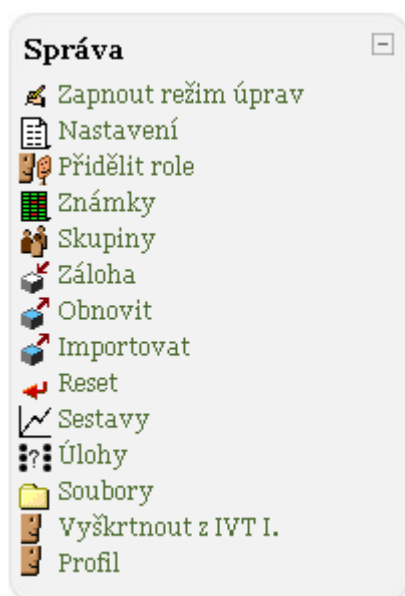 Správa
Zapnout režim úprav
Nastavení
Přidělit role
Známky
Skupiny
Záloha
Obnovit
Importovat
Reset
Sestavy
Úlohy
Soubory
Vyškrtnout z IVT I.
Profil